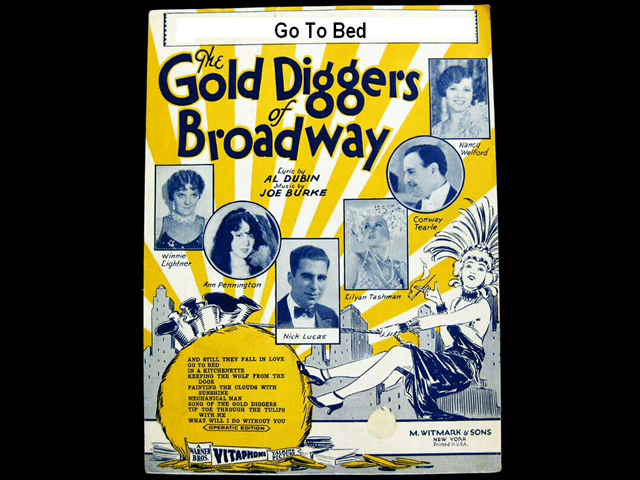 Go To Bed
The
Gold Diggers
of
Broadway
Lyric by
AL DUBIN
Music by
JOE BURKE
Nancy
Welford
Conway
Tearle
Winnie
Lightner
Ann Pennington
Lilyan Tashman
Nick Lucas
AND STILL THEY FALL IN LOVE
GO TO BED
IN A KITCHENETTE
KEEPING THE WOLF FROM THE
DOOR
PAINTING THE CLOUDS WITH
SUNSHINE
MECHANICAL MAN
SONG OF THE GOLD DIGGERS
TIP TOE THROUGH THE TULIPS
WITH ME
WHAT WILL I DO WITHOUT YOU
OPERATIC EDITION
A
WARNER
BROS.
VITAPHONE
M. WITMARK & SONS
NEW YORK
Printed in U.S.A.